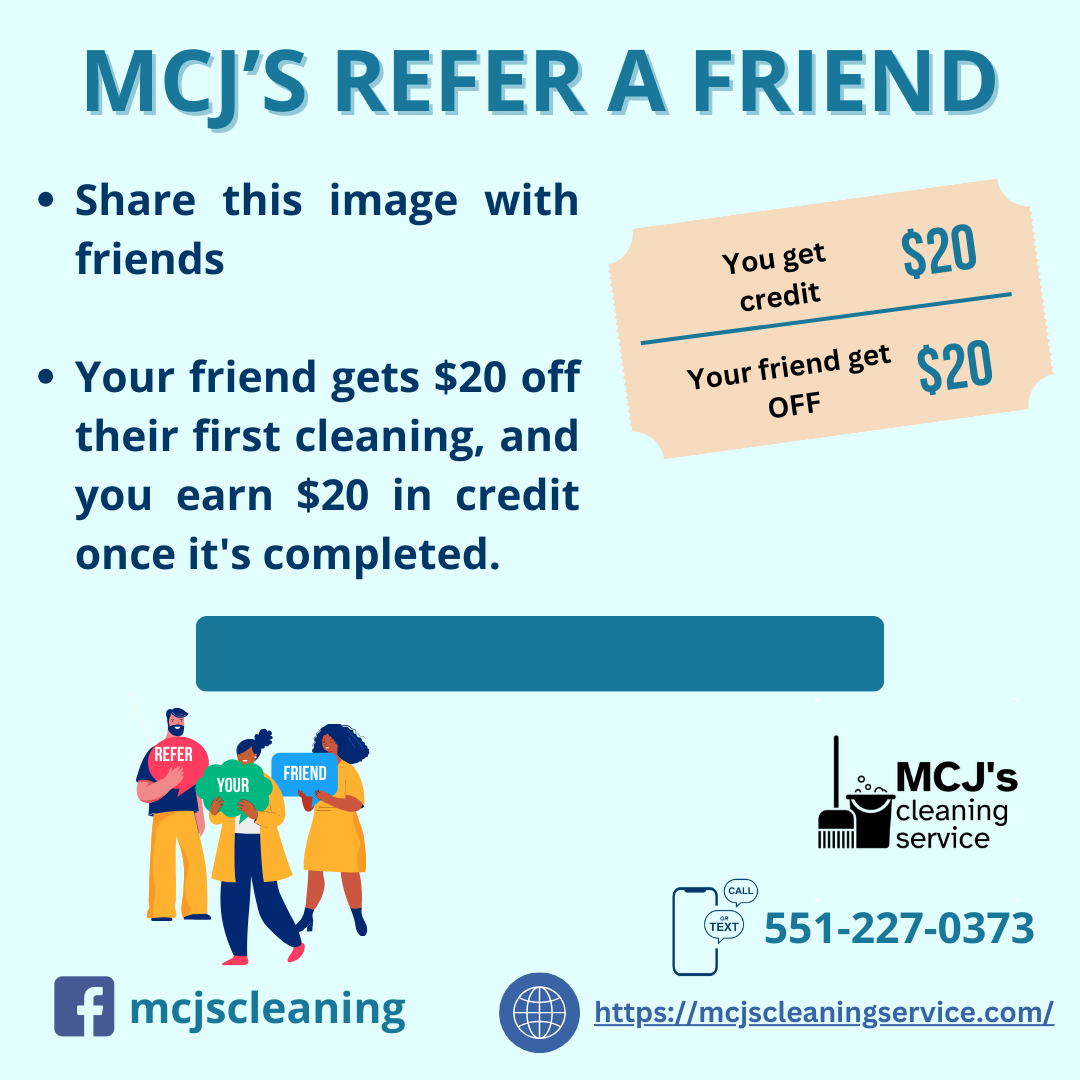 MCJ’S REFER A FRIEND
• Share this image with
friends
• Your friend gets $20 off
their first cleaning, and
you earn $20 in credit
once it's completed.
You get
credit
$20
Your friend get
OFF
$20
REFER
YOUR
FRIEND
MCJ's
cleaning
service
CALL
OR
TEXT
551-227-0373
mcjscleaning
https://mcjscleaningservice.com/